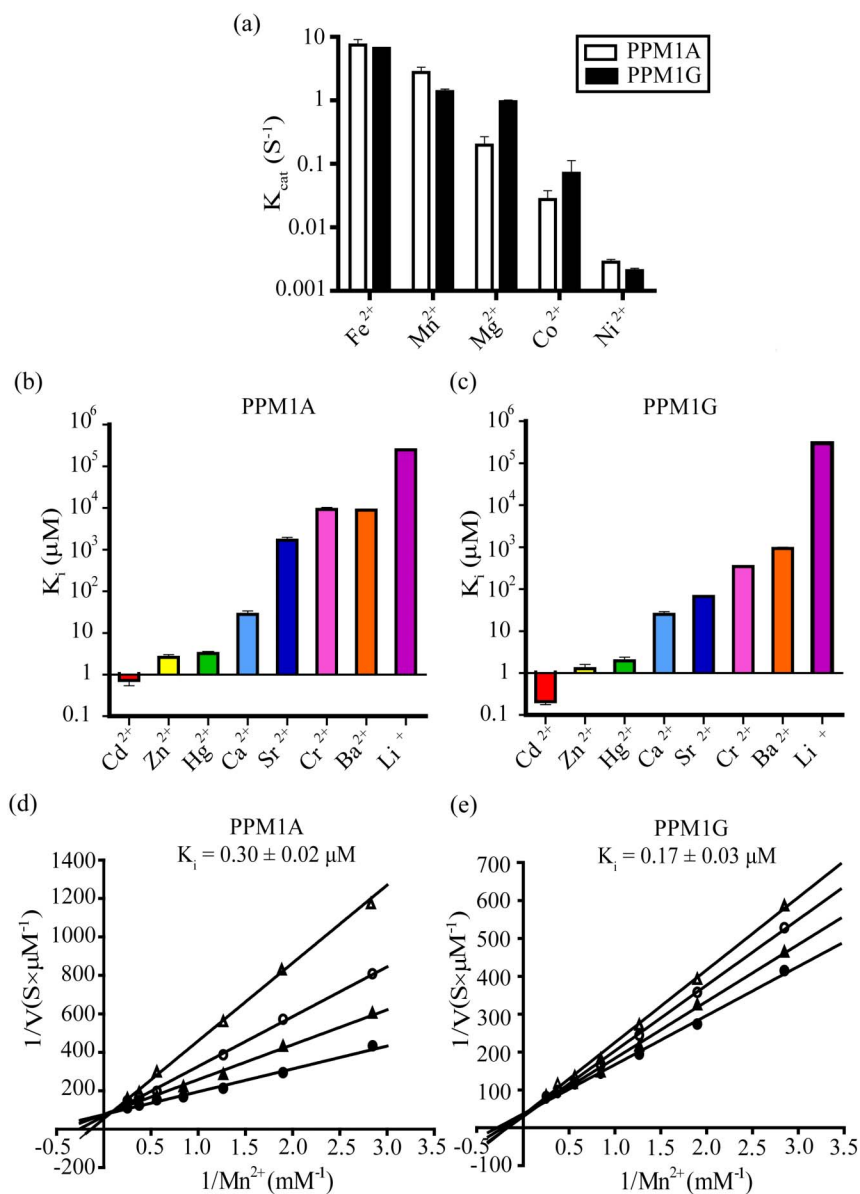 (a)
PPM1A
PPM1G
K_cat (S⁻¹)
10
1
0.1
0.01
0.001
Fe²⁺ Mn²⁺ Mg²⁺ Co²⁺ Ni²⁺
(b)
PPM1A
K_i (μM)
10⁶
10⁵
10⁴
10³
10²
10
1
0.1
Cd²⁺ Zn²⁺ Hg²⁺ Ca²⁺ Sr²⁺ Cr²⁺ Ba²⁺ Li⁺
(c)
PPM1G
K_i (μM)
10⁶
10⁵
10⁴
10³
10²
10
1
0.1
Cd²⁺ Zn²⁺ Hg²⁺ Ca²⁺ Sr²⁺ Cr²⁺ Ba²⁺ Li⁺
(d)
PPM1A
K_i = 0.30 ± 0.02 μM
1/V(S×μM⁻¹)
1400
1200
1000
800
600
400
200
-200
-0.5 0.5 1.0 1.5 2.0 2.5 3.0 3.5
1/Mn²⁺(mM⁻¹)
(e)
PPM1G
K_i = 0.17 ± 0.03 μM
1/V(S×μM⁻¹)
700
600
500
400
300
200
100
-100
-0.5 0.5 1.0 1.5 2.0 2.5 3.0 3.5
1/Mn²⁺(mM⁻¹)